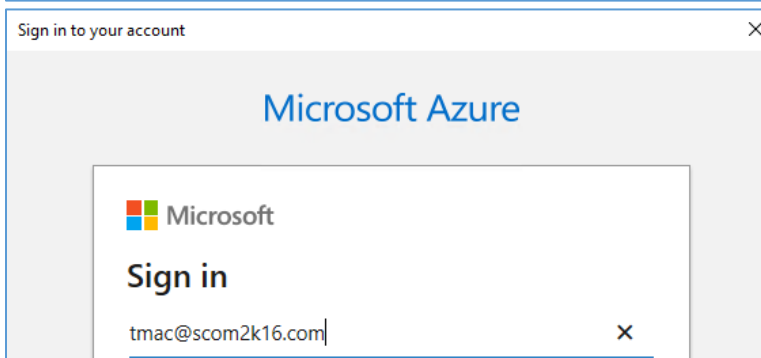 Sign in to your account
Microsoft Azure
Microsoft
Sign in
tmac@scom2k16.com